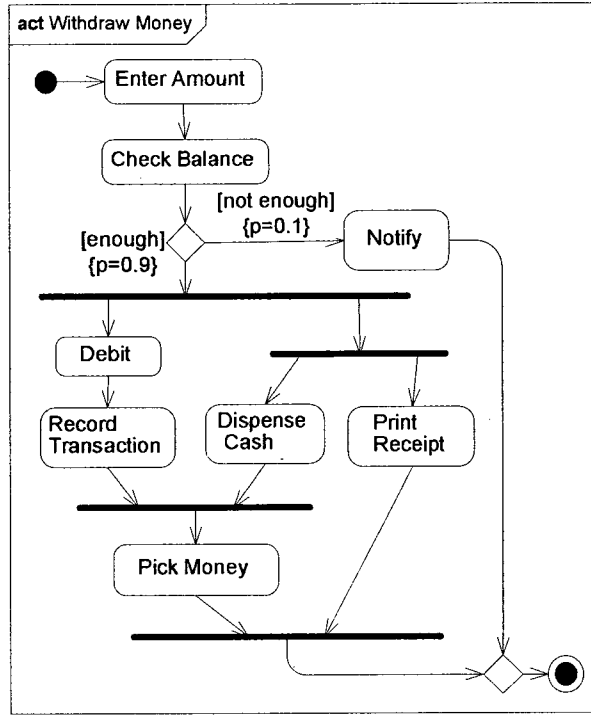 act Withdraw Money
Enter Amount
Check Balance
[not enough]
{p=0.1}
[enough]
{p=0.9}
Notify
Debit
Record
Transaction
Dispense
Cash
Print
Receipt
Pick Money